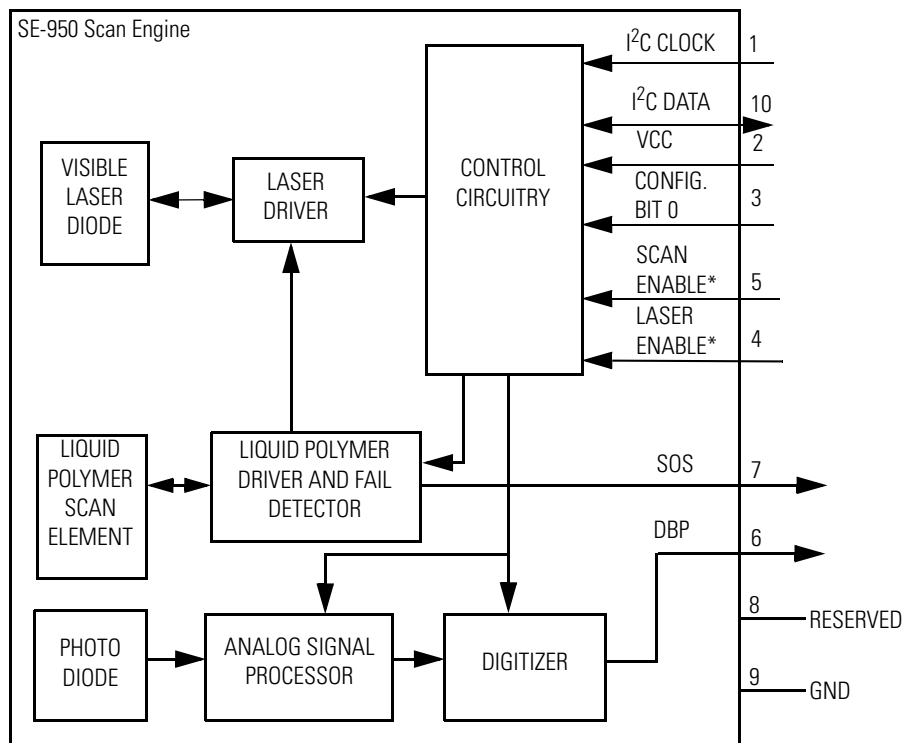 SE-950 Scan Engine
I²C CLOCK 1
I²C DATA 10
VCC 2
CONFIG.
BIT 0 3
SCAN
ENABLE* 5
LASER
ENABLE* 4
CONTROL
CIRCUITRY
VISIBLE
LASER
DIODE
LASER
DRIVER
LIQUID
POLYMER
SCAN
ELEMENT
LIQUID POLYMER
DRIVER AND FAIL
DETECTOR
SOS 7
DBP 6
8 RESERVED
9 GND
PHOTO
DIODE
ANALOG SIGNAL
PROCESSOR
DIGITIZER